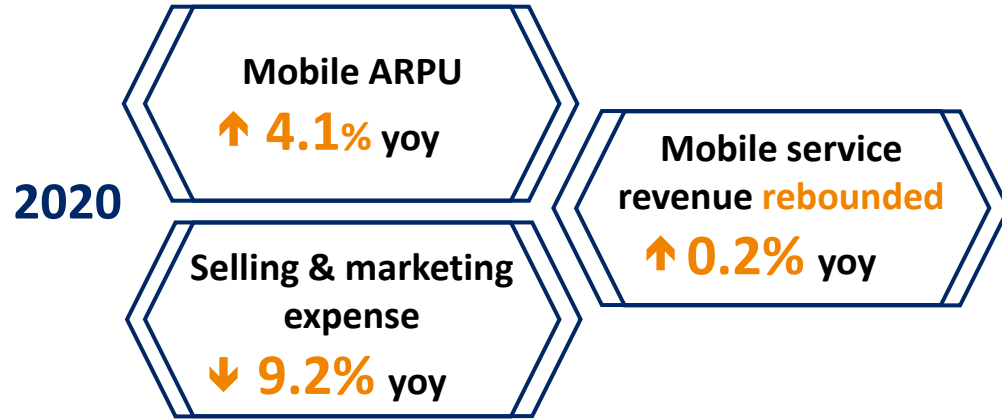 2020
Mobile ARPU
↑ 4.1% yoy
Selling & marketing
expense
↓ 9.2% yoy
Mobile service
revenue rebounded
↑ 0.2% yoy